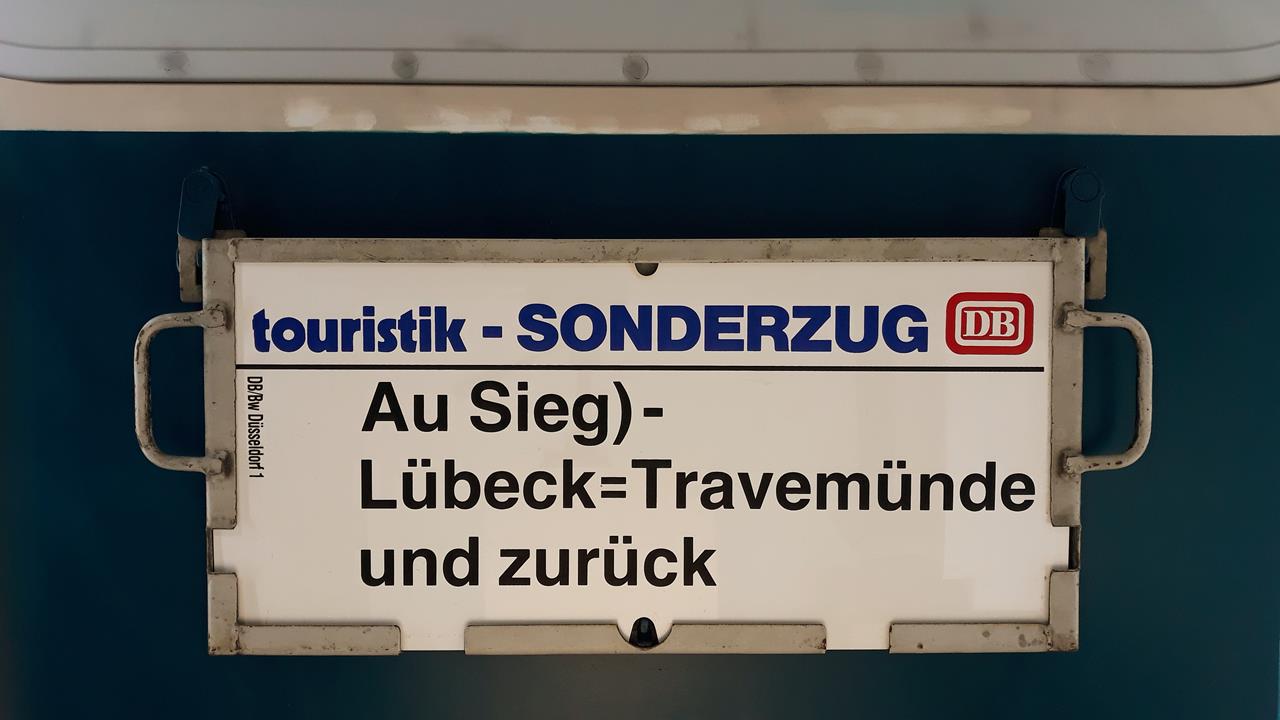 touristik - SONDERZUG DB
DB/Bw Düsseldorf 1
Au Sieg) -
Lübeck=Travemünde
und zurück